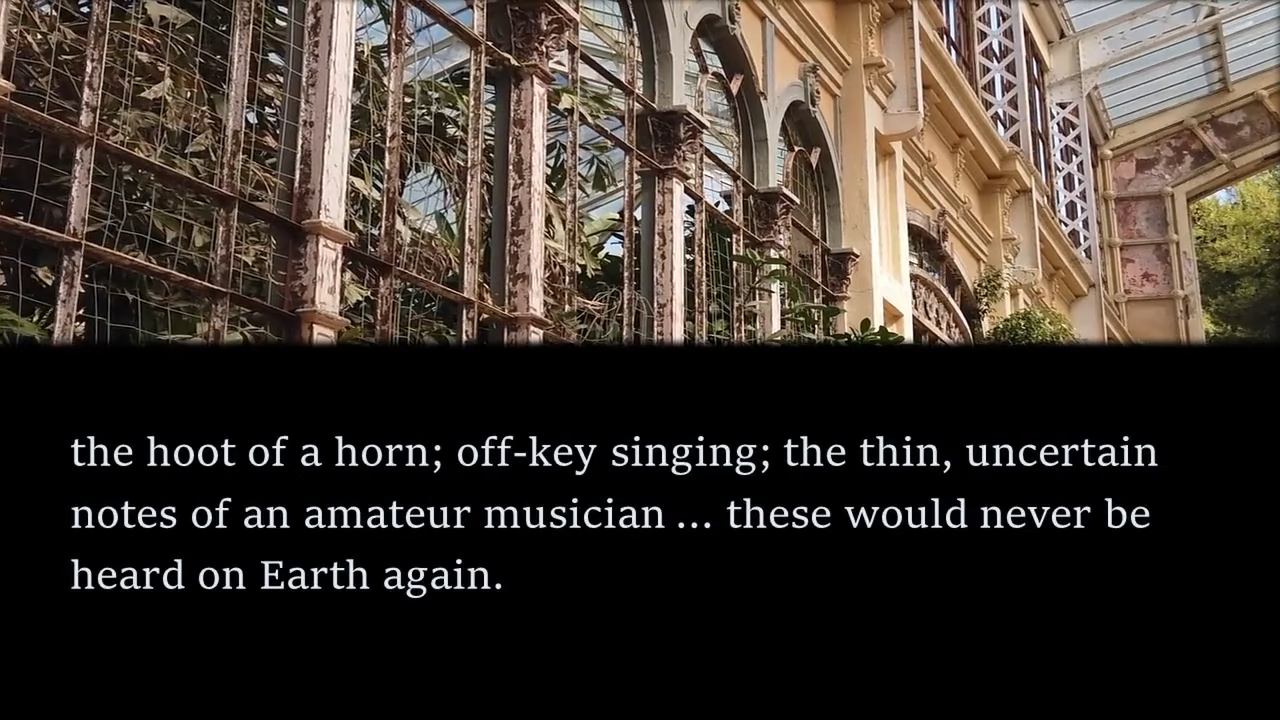 the hoot of a horn; off-key singing; the thin, uncertain
notes of an amateur musician ... these would never be
heard on Earth again.